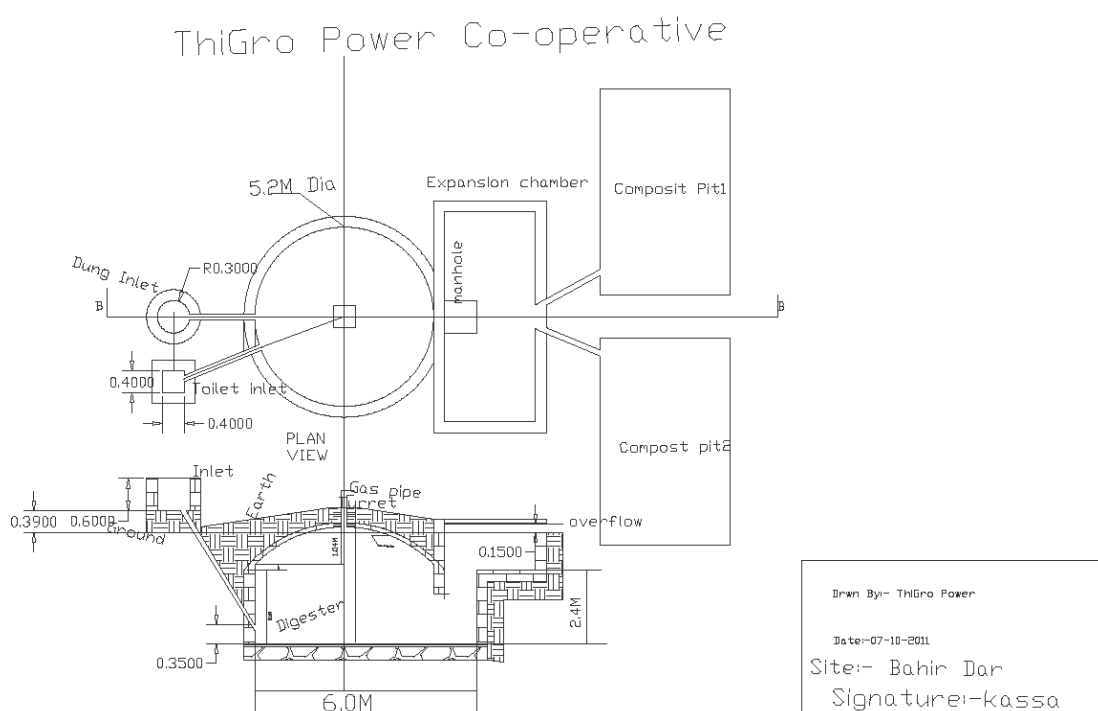 ThiGro Power Co-operative
5.2M Dia
Expansion chamber
Composit Pit1
Dung Inlet
R0.3000
manhole
B
B
0.4000
Toilet inlet
0.4000
PLAN
VIEW
Compost pit2
Inlet
Earth
Gas pipe
Turret
0.3900
0.6000
Ground
overflow
1.04M
0.1500
Digester
2.4M
0.3500
6.0M
Drwn By:- ThiGro Power
Date:-07-10-2011
Site:- Bahir Dar
Signature:-kassa